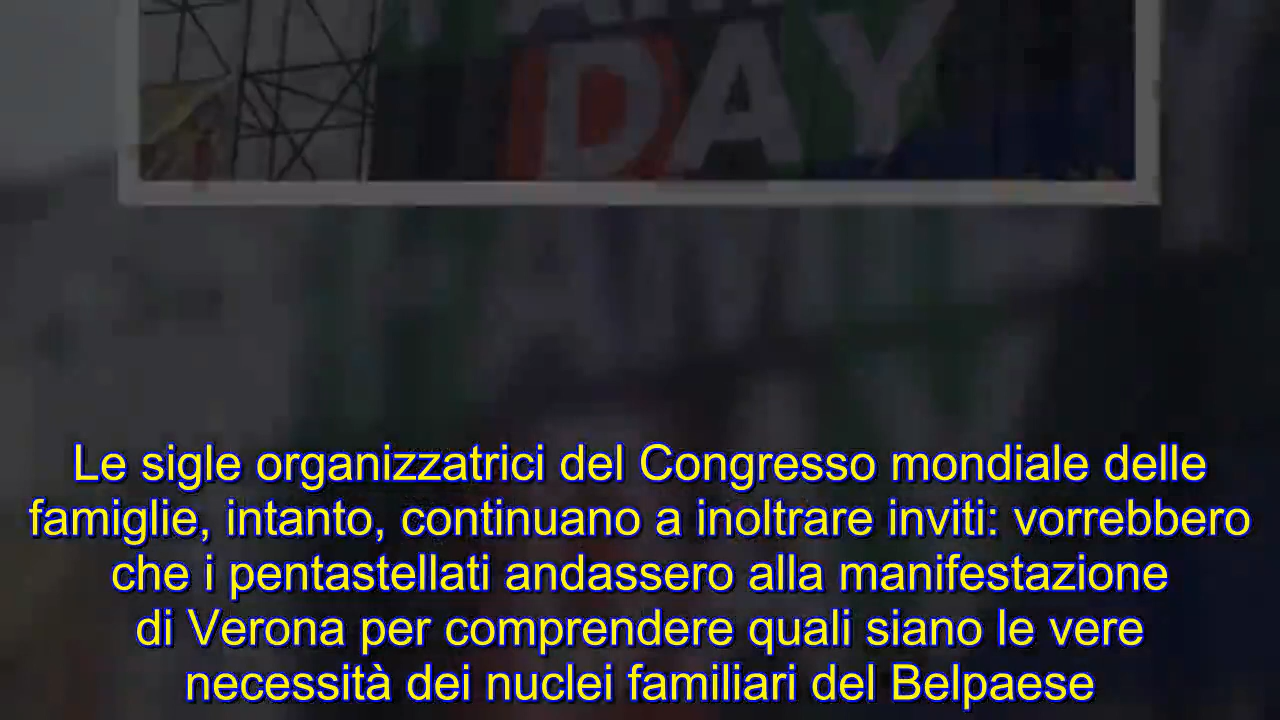 DAY
FAMILY
Le sigle organizzatrici del Congresso mondiale delle
famiglie, intanto, continuano a inoltrare inviti: vorrebbero
che i pentastellati andassero alla manifestazione
di Verona per comprendere quali siano le vere
necessità dei nuclei familiari del Belpaese